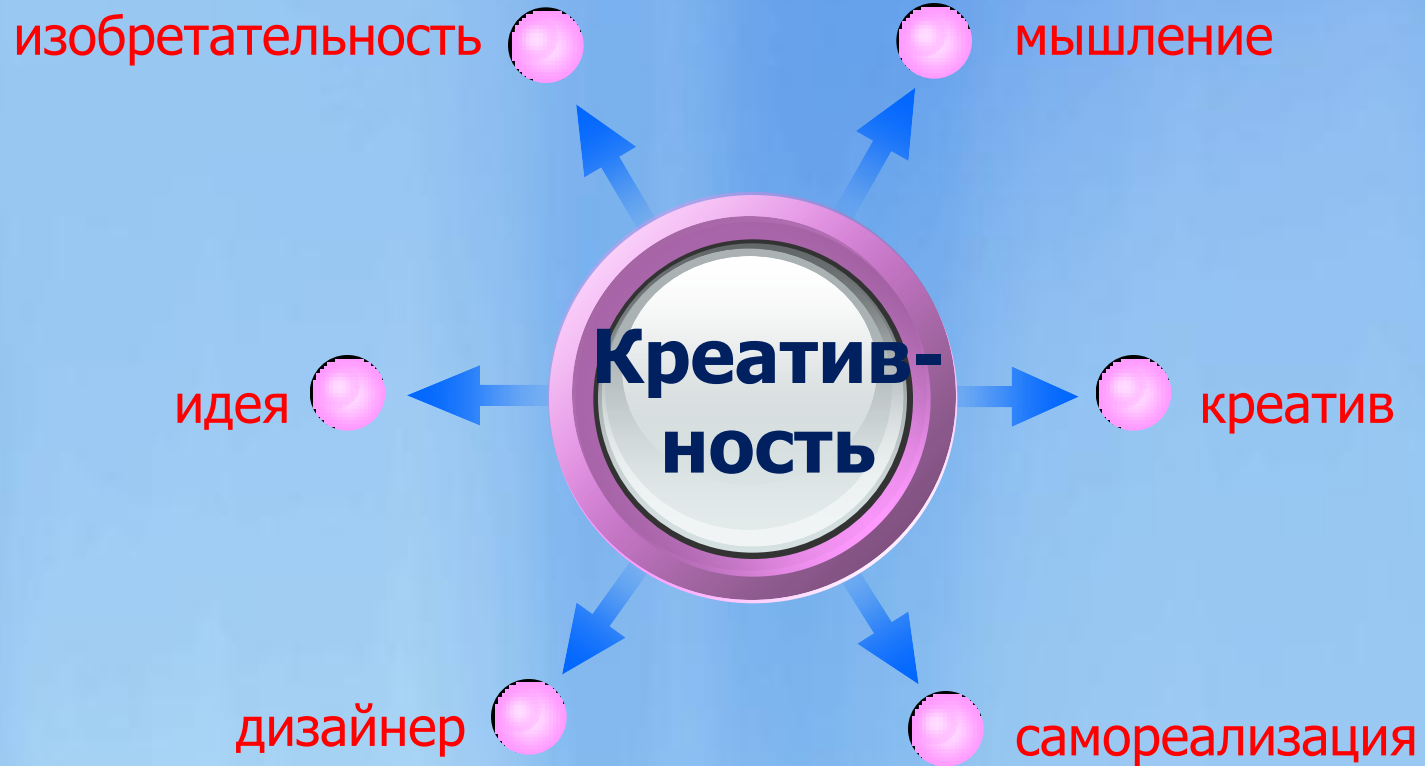 изобретательность
мышление
Креатив-
ность
идея
креатив
дизайнер
самореализация